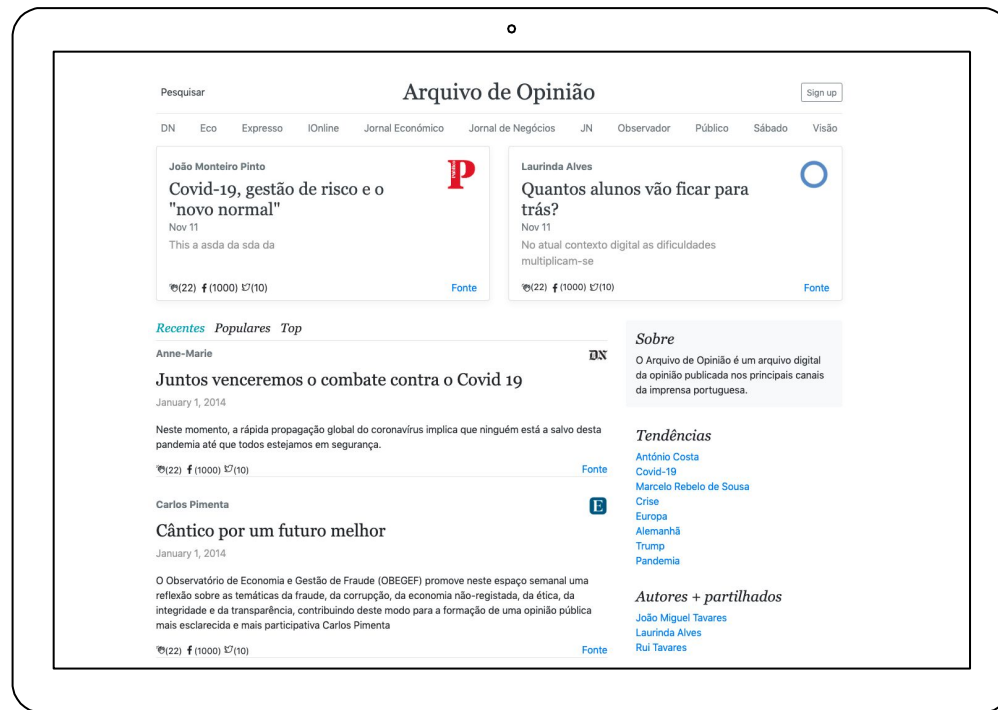 Pesquisar
Arquivo de Opinião
Sign up
DN Eco Expresso IOnline Jornal Económico Jornal de Negócios JN Observador Público Sábado Visão
João Monteiro Pinto
P
Covid-19, gestão de risco e o
"novo normal"
Nov 11
This a asda da sda da
(22) f (1000) (10)
Fonte
Laurinda Alves
Quantos alunos vão ficar para
trás?
Nov 11
No atual contexto digital as dificuldades
multiplicam-se
(22) f (1000) (10)
Fonte
Recentes Populares Top
Anne-Marie
DN
Juntos venceremos o combate contra o Covid 19
January 1, 2014
Neste momento, a rápida propagação global do coronavírus implica que ninguém está a salvo desta
pandemia até que todos estejamos em segurança.
(22) f (1000) (10)
Fonte
Carlos Pimenta
E
Cântico por um futuro melhor
January 1, 2014
O Observatório de Economia e Gestão de Fraude (OBEGEF) promove neste espaço semanal uma
reflexão sobre as temáticas da fraude, da corrupção, da economia não-registada, da ética, da
integridade e da transparência, contribuindo deste modo para a formação de uma opinião pública
mais esclarecida e mais participativa Carlos Pimenta
(22) f (1000) (10)
Fonte
Sobre
O Arquivo de Opinião é um arquivo digital
da opinião publicada nos principais canais
da imprensa portuguesa.
Tendências
António Costa
Covid-19
Marcelo Rebelo de Sousa
Crise
Europa
Alemanhã
Trump
Pandemia
Autores + partilhados
João Miguel Tavares
Laurinda Alves
Rui Tavares